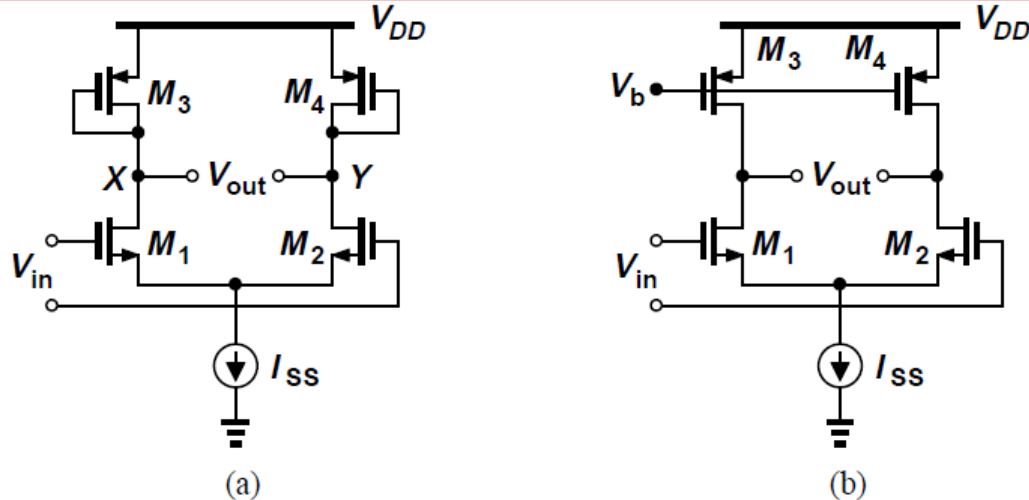 V_DD
M_3 M_4
X V_out Y
V_in M_1 M_2
I_SS
(a)
V_DD
M_3 M_4
V_b
V_out
V_in M_1 M_2
I_SS
(b)